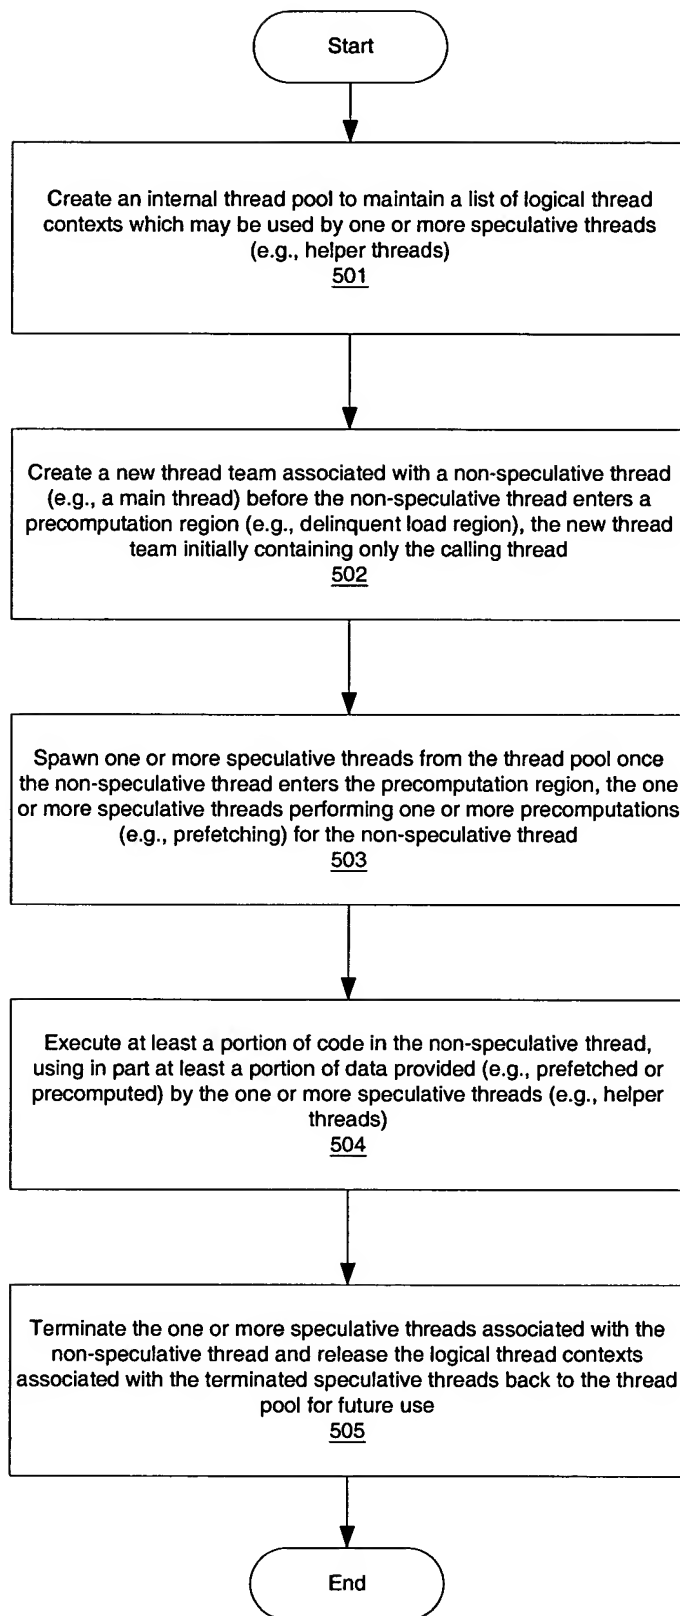 Start
Create an internal thread pool to maintain a list of logical thread
contexts which may be used by one or more speculative threads
(e.g., helper threads)
501
Create a new thread team associated with a non-speculative thread
(e.g., a main thread) before the non-speculative thread enters a
precomputation region (e.g., delinquent load region), the new thread
team initially containing only the calling thread
502
Spawn one or more speculative threads from the thread pool once
the non-speculative thread enters the precomputation region, the one
or more speculative threads performing one or more precomputations
(e.g., prefetching) for the non-speculative thread
503
Execute at least a portion of code in the non-speculative thread,
using in part at least a portion of data provided (e.g., prefetched or
precomputed) by the one or more speculative threads (e.g., helper
threads)
504
Terminate the one or more speculative threads associated with the
non-speculative thread and release the logical thread contexts
associated with the terminated speculative threads back to the thread
pool for future use
505
End